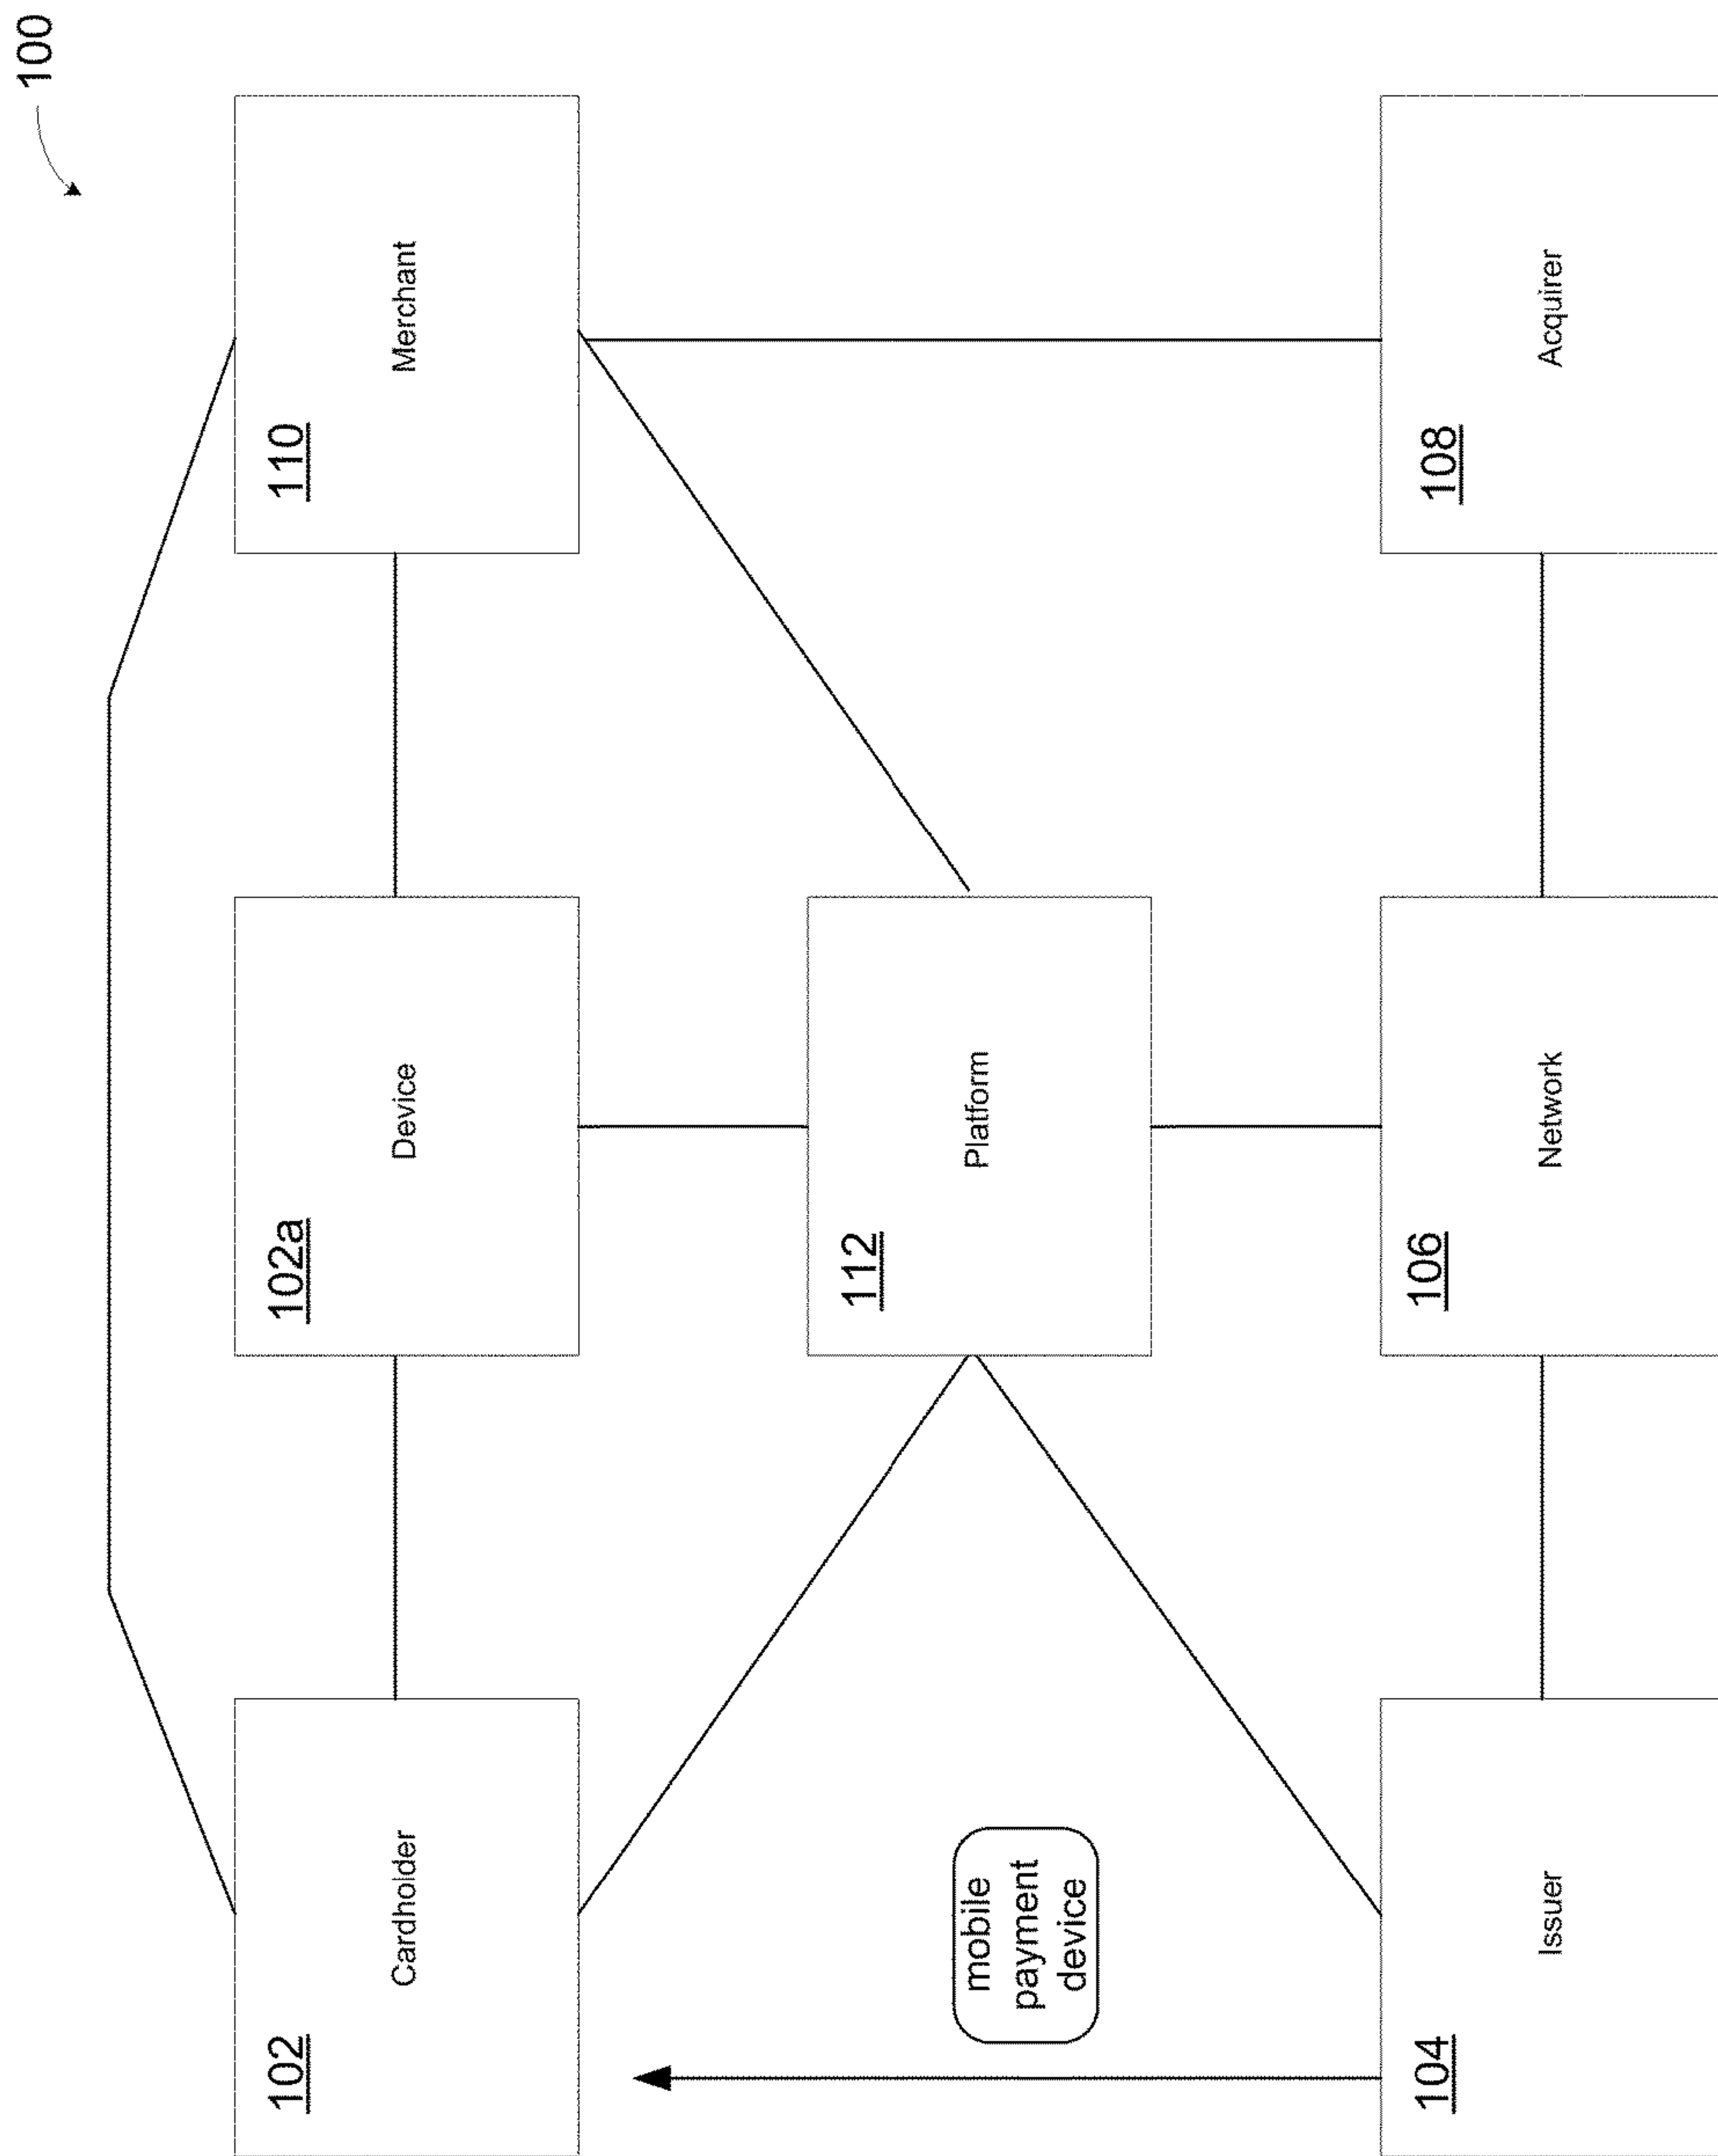 100
102
Cardholder
102a
Device
110
Merchant
112
Platform
mobile
payment
device
104
Issuer
106
Network
108
Acquirer